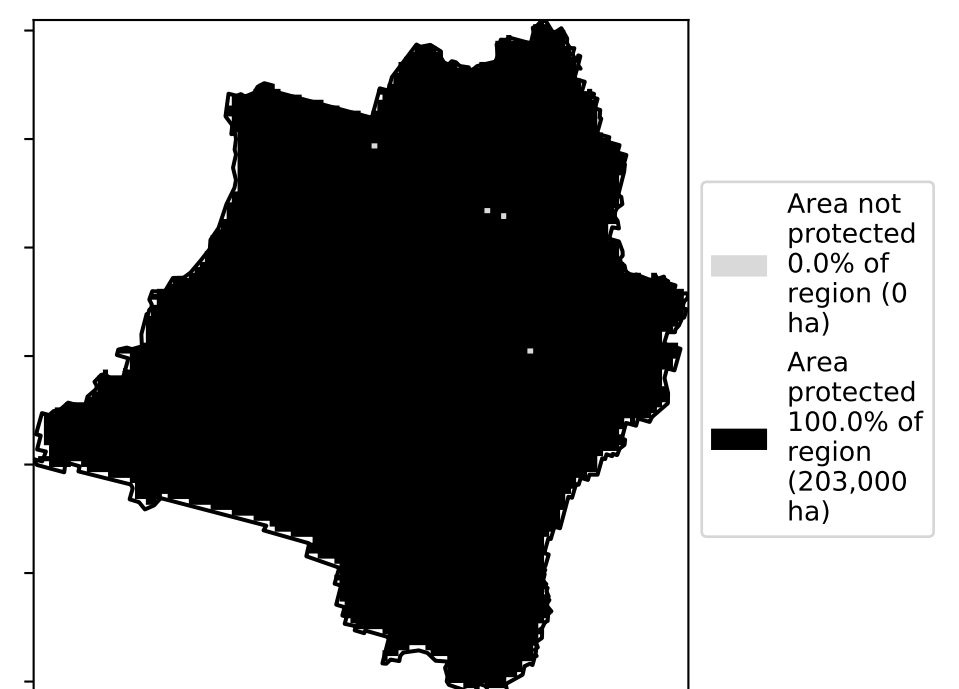 Area not
protected
0.0% of
region (0
ha)
Area
protected
100.0% of
region
(203,000
ha)